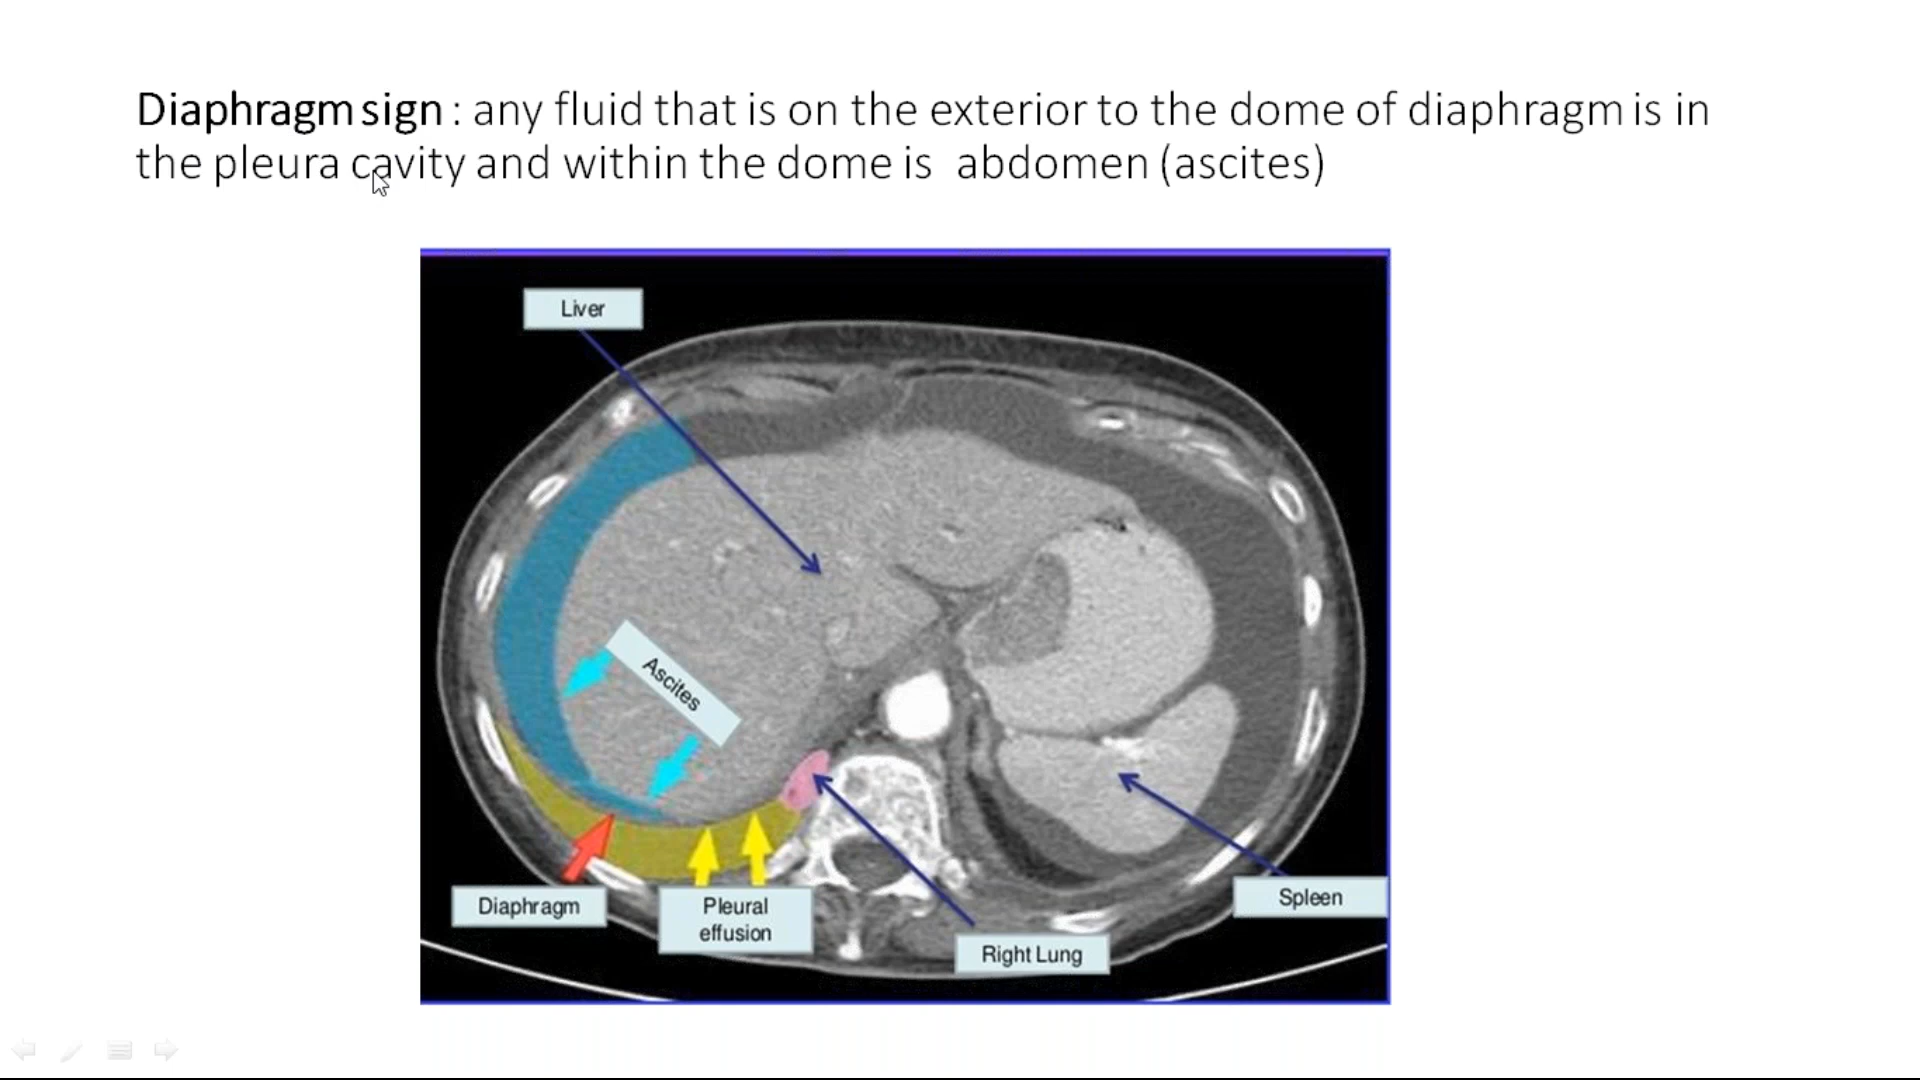 Diaphragm sign : any fluid that is on the exterior to the dome of diaphragm is in
the pleura cavity and within the dome is abdomen (ascites)
Liver
Ascites
Diaphragm
Pleural
effusion
Right Lung
Spleen